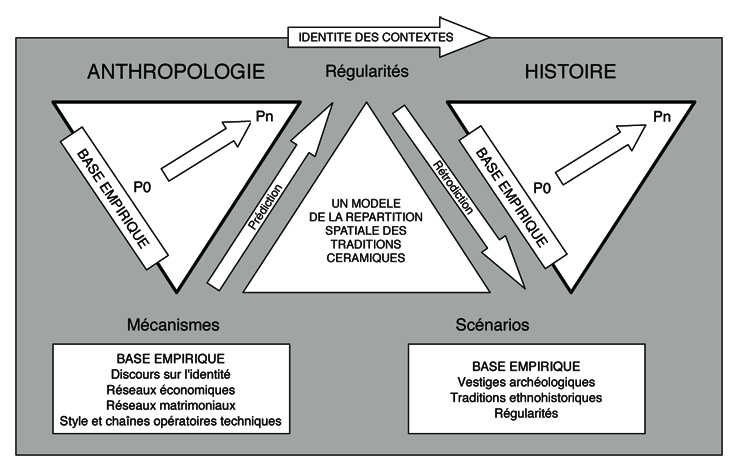 IDENTITE DES CONTEXTES
ANTHROPOLOGIE
Régularités
HISTOIRE
BASE EMPIRIQUE
P0
Pn
Prédiction
UN MODELE
DE LA REPARTITION
SPATIALE DES
TRADITIONS
CERAMIQUES
Rétrodiction
BASE EMPIRIQUE
P0
Pn
Mécanismes
Scénarios
BASE EMPIRIQUE
Discours sur l'identité
Réseaux économiques
Réseaux matrimoniaux
Style et chaînes opératoires techniques
BASE EMPIRIQUE
Vestiges archéologiques
Traditions ethnohistoriques
Régularités